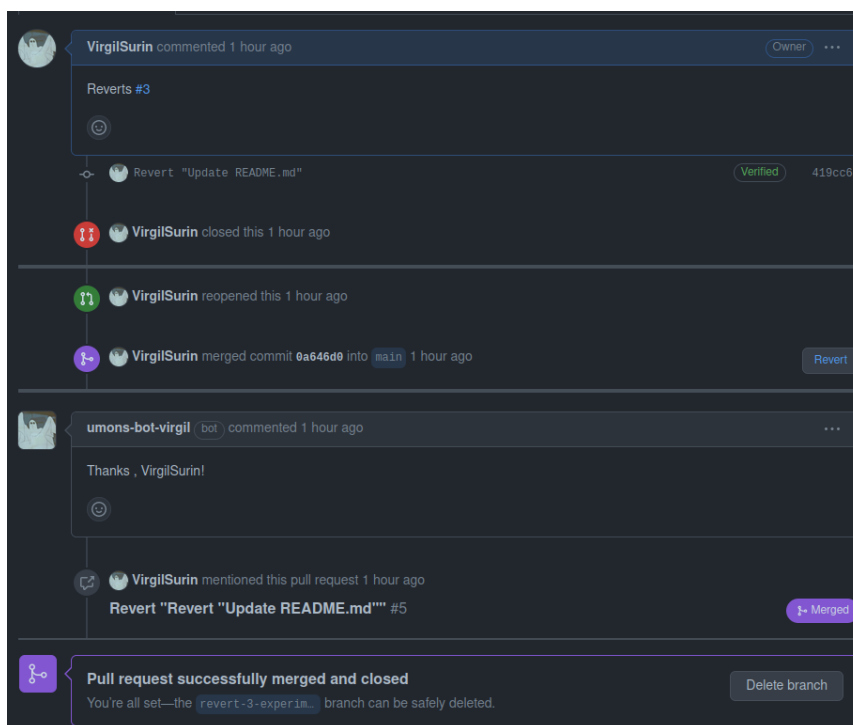 VirgilSurin commented 1 hour ago Owner ...
Reverts #3
Revert "Update README.md" Verified 419cc6
VirgilSurin closed this 1 hour ago
VirgilSurin reopened this 1 hour ago
VirgilSurin merged commit 0a646d0 into main 1 hour ago Revert
umons-bot-virgil bot commented 1 hour ago ...
Thanks , VirgilSurin!
VirgilSurin mentioned this pull request 1 hour ago
Revert "Revert "Update README.md"" #5 Merged
Pull request successfully merged and closed Delete branch
You're all set—the revert-3-experim… branch can be safely deleted.